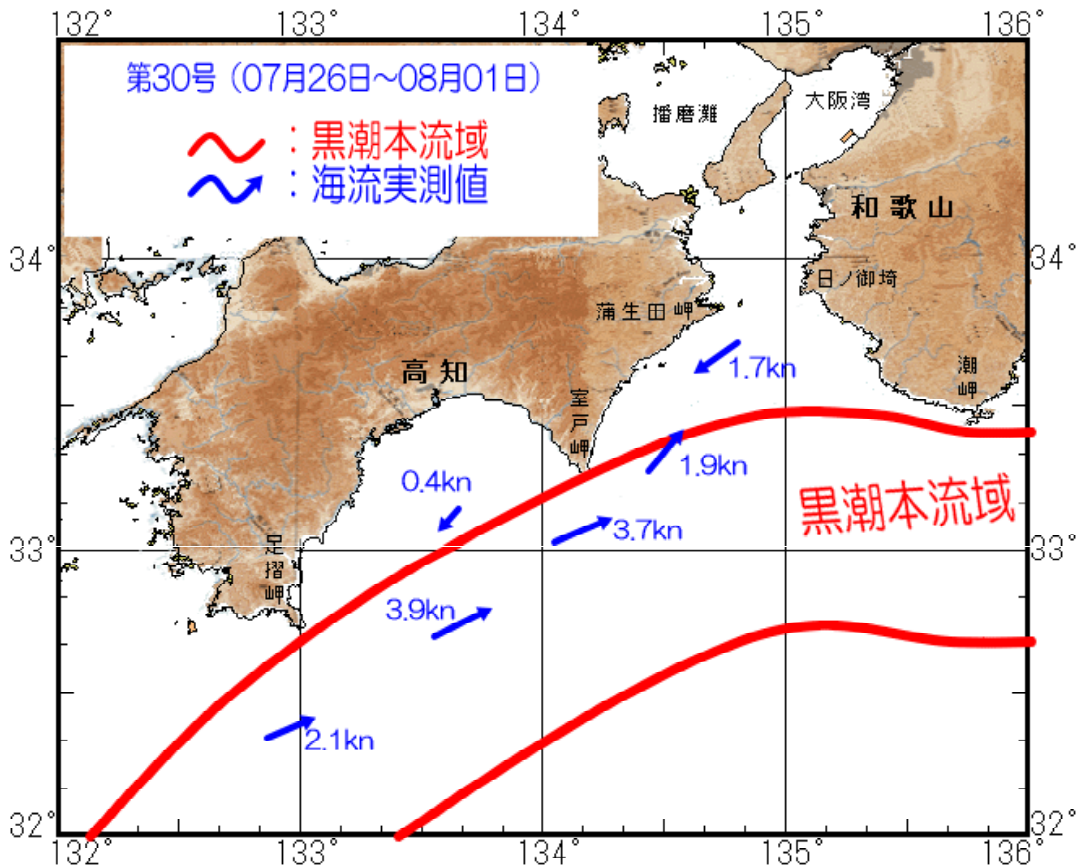 132° 133° 134° 135° 136°
第30号（07月26日～08月01日）
：黒潮本流域
：海流実測値
播磨灘
大阪湾
和歌山
34° 34°
日ノ御埼
蒲生田岬
潮岬
高知
室戸岬
1.7kn
1.9kn
0.4kn
3.7kn
黒潮本流域
33° 33°
足摺岬
3.9kn
2.1kn
32° 32°
132° 133° 134° 135° 136°